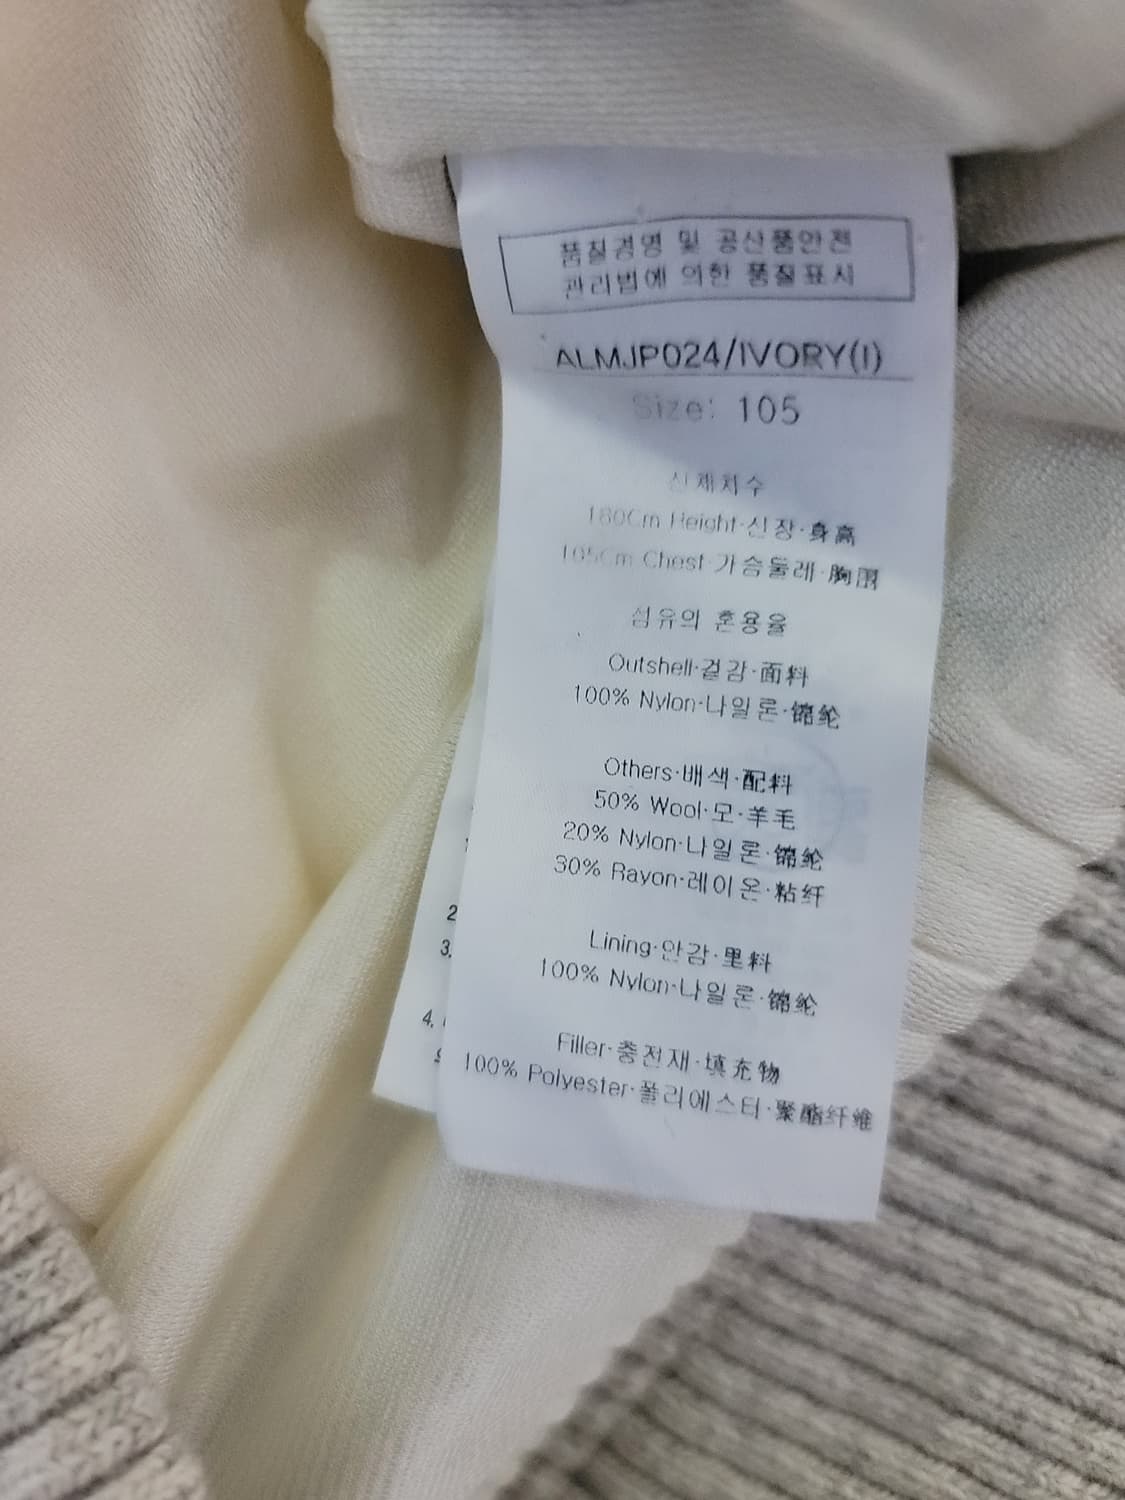 품질경영 및 공산품안전
관리법에 의한 품질표시
ALMJP024/IVORY(I)
Size: 105
신체치수
180Cm Height·신장·身高
105Cm Chest·가슴둘레·胸围
섬유의 혼용율
Outshell·겉감·面料
100% Nylon·나일론·锦纶
Others·배색·配料
50% Wool·모·羊毛
20% Nylon·나일론·锦纶
30% Rayon·레이온·粘纤
Lining·안감·里料
100% Nylon·나일론·锦纶
Filler·충전재·填充物
100% Polyester·폴리에스터·聚酯纤维
2
3.
4.